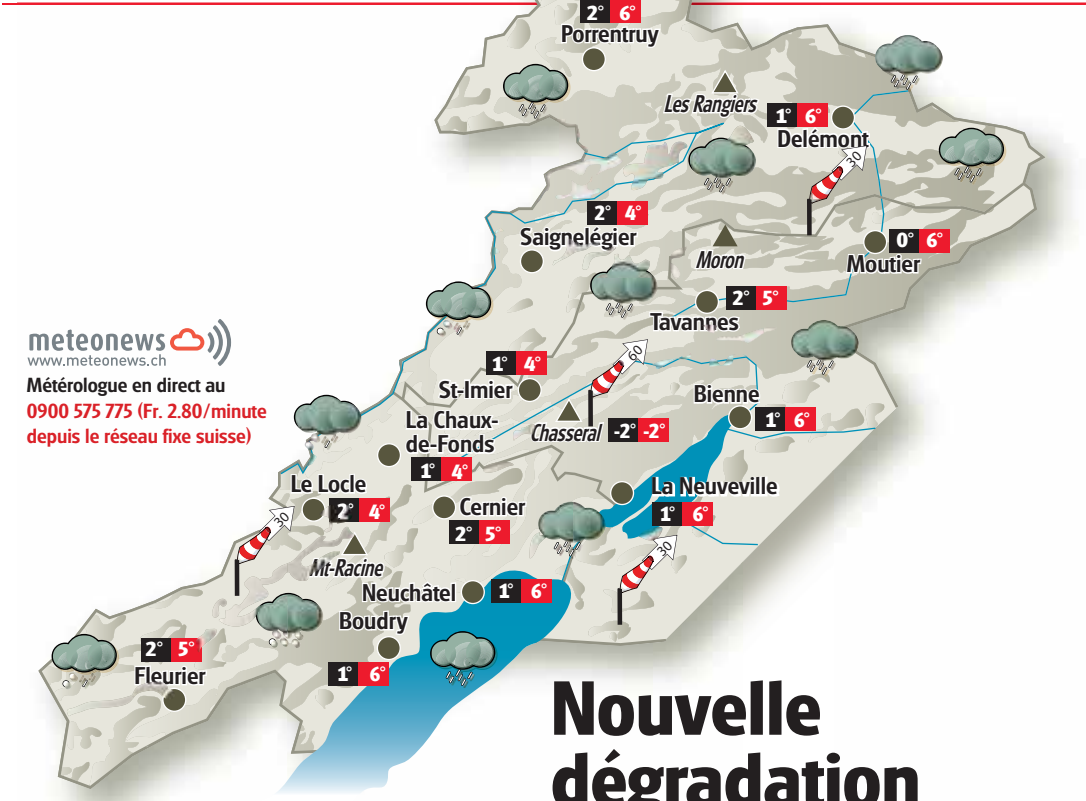 2° 6°
Porrentruy
Les Rangiers
1° 6°
Delémont
30
2° 4°
Saignelégier
Moron
0° 6°
Moutier
2° 5°
Tavannes
meteonews
www.meteonews.ch
Métérologue en direct au
0900 575 775 (Fr. 2.80/minute
depuis le réseau fixe suisse)
1° 4°
St-Imier
60
Bienne
1° 6°
Chasseral -2° -2°
La Chaux-
de-Fonds
1° 4°
Le Locle
2° 4°
Cernier
2° 5°
La Neuveville
1° 6°
30
Mt-Racine
30
Neuchâtel 1° 6°
Boudry
1° 6°
2° 5°
Fleurier
Nouvelle
dégradation